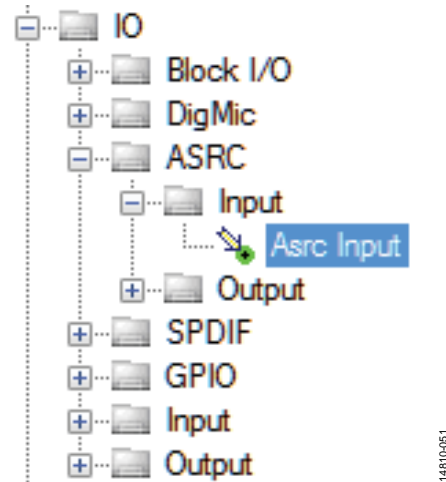 IO
Block I/O
DigMic
ASRC
Input
Asrc Input
Output
SPDIF
GPIO
Input
Output
14810-051